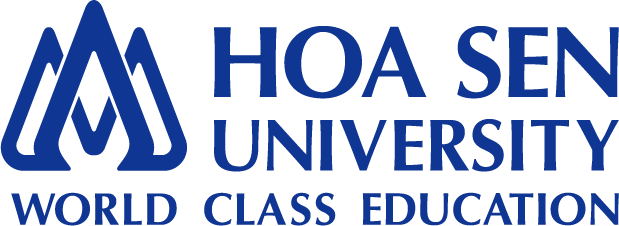 HOA SEN
UNIVERSITY
WORLD CLASS EDUCATION